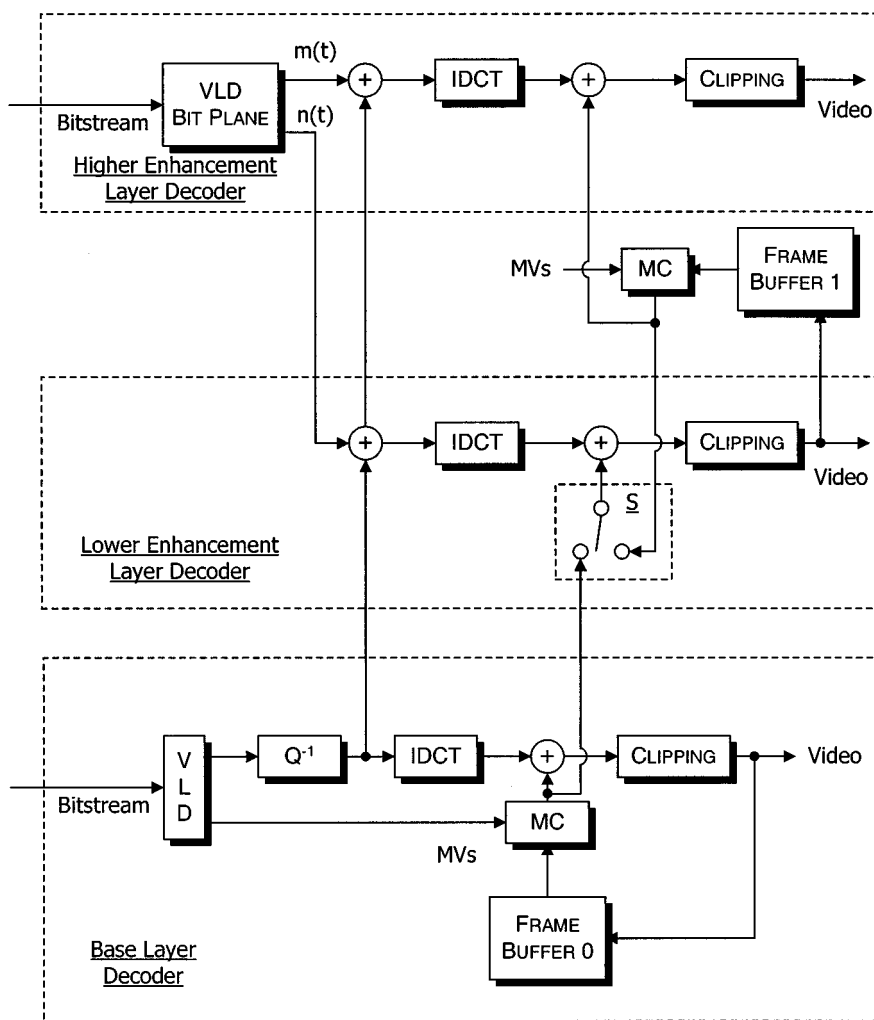 m(t)
VLD
BIT PLANE
IDCT
CLIPPING
Bitstream
n(t)
Video
Higher Enhancement
Layer Decoder
MVs
MC
FRAME
BUFFER 1
IDCT
CLIPPING
Video
S
Lower Enhancement
Layer Decoder
V
L
D
Q-1
IDCT
CLIPPING
Video
Bitstream
MC
MVs
FRAME
BUFFER 0
Base Layer
Decoder